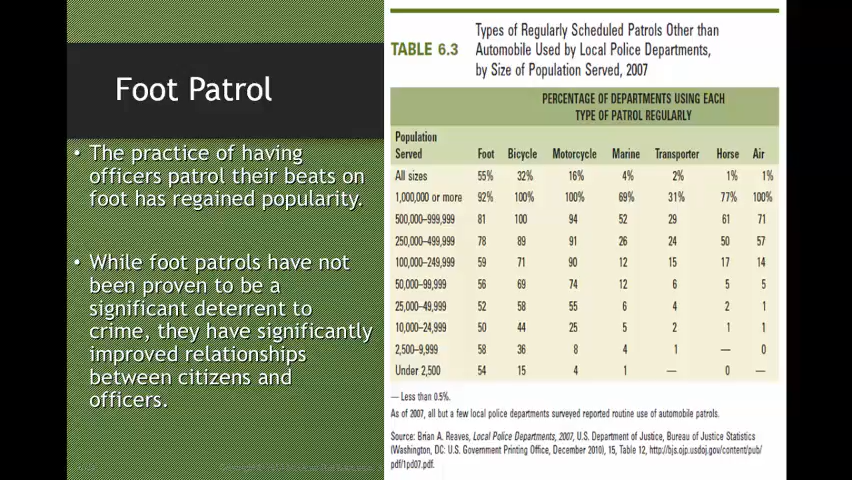 Foot Patrol
• The practice of having
officers patrol their beats on
foot has regained popularity.
• While foot patrols have not
been proven to be a
significant deterrent to
crime, they have significantly
improved relationships
between citizens and
officers.
TABLE 6.3
Types of Regularly Scheduled Patrols Other than
Automobile Used by Local Police Departments,
by Size of Population Served, 2007
PERCENTAGE OF DEPARTMENTS USING EACH
TYPE OF PATROL REGULARLY
Population
Served Foot Bicycle Motorcycle Marine Transporter Horse Air
All sizes 55% 32% 16% 4% 2% 1% 1%
1,000,000 or more 92% 100% 100% 69% 31% 77% 100%
500,000–999,999 81 100 94 52 29 61 71
250,000–499,999 78 89 91 26 24 50 57
100,000–249,999 59 71 90 12 15 17 14
50,000–99,999 56 69 74 12 6 5 5
25,000–49,999 52 58 55 6 4 2 1
10,000–24,999 50 44 25 5 2 1 1
2,500–9,999 58 36 8 4 1 — 0
Under 2,500 54 15 4 1 — 0 —
— Less than 0.5%.
As of 2007, all but a few local police departments surveyed reported routine use of automobile patrols.
Source: Brian A. Reaves, Local Police Departments, 2007, U.S. Department of Justice, Bureau of Justice Statistics
(Washington, DC: U.S. Government Printing Office, December 2010), 15, Table 12, http://bjs.ojp.usdoj.gov/content/pub/
pdf/lpd07.pdf.